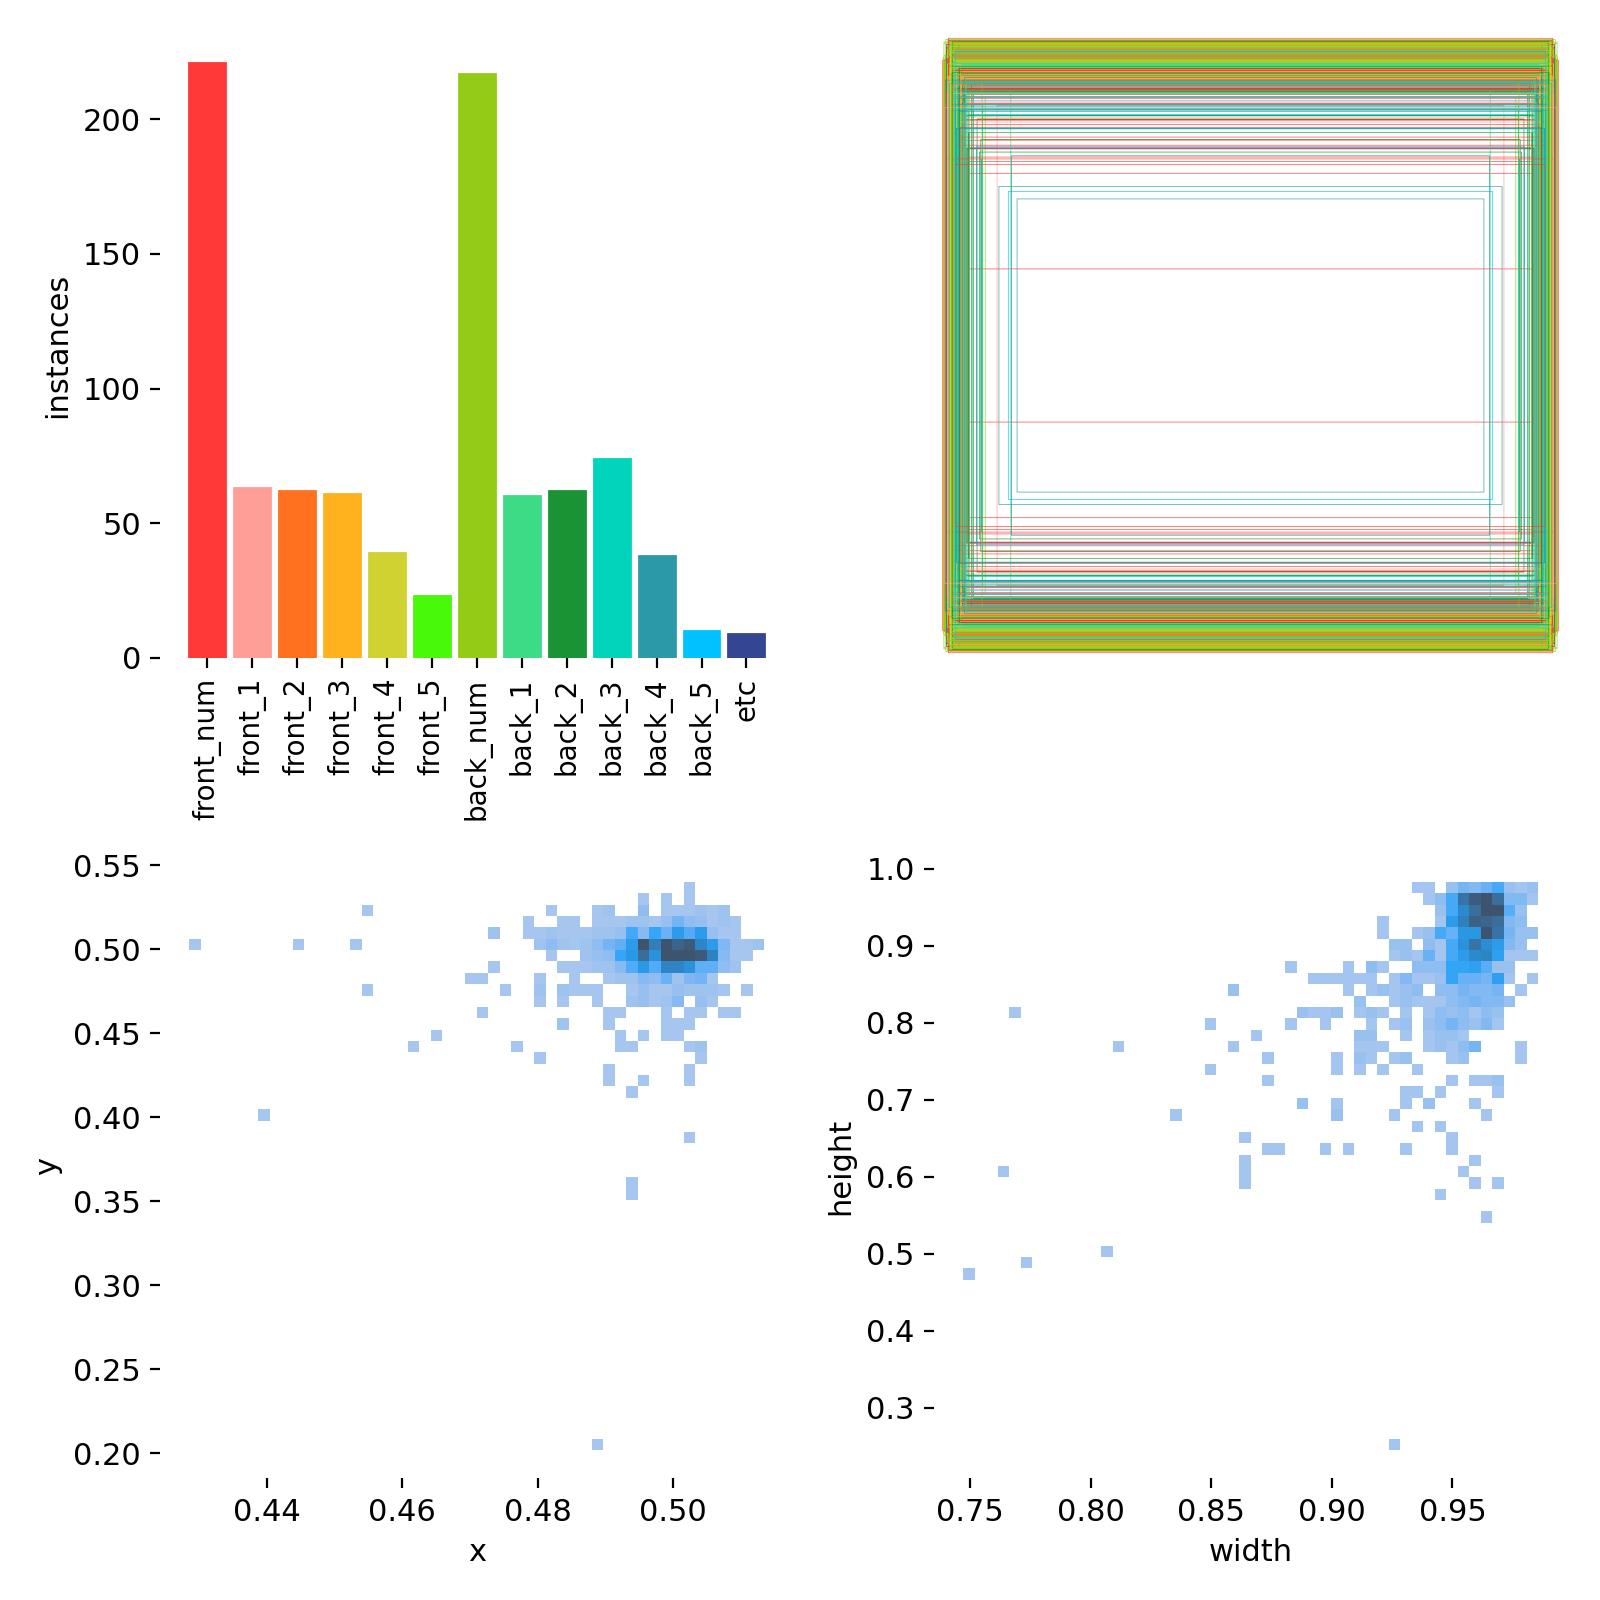 instances
200
150
100
50
0
front_num
front_1
front_2
front_3
front_4
front_5
back_num
back_1
back_2
back_3
back_4
back_5
etc
y
0.55
0.50
0.45
0.40
0.35
0.30
0.25
0.20
0.44 0.46 0.48 0.50
x
height
1.0
0.9
0.8
0.7
0.6
0.5
0.4
0.3
0.75 0.80 0.85 0.90 0.95
width